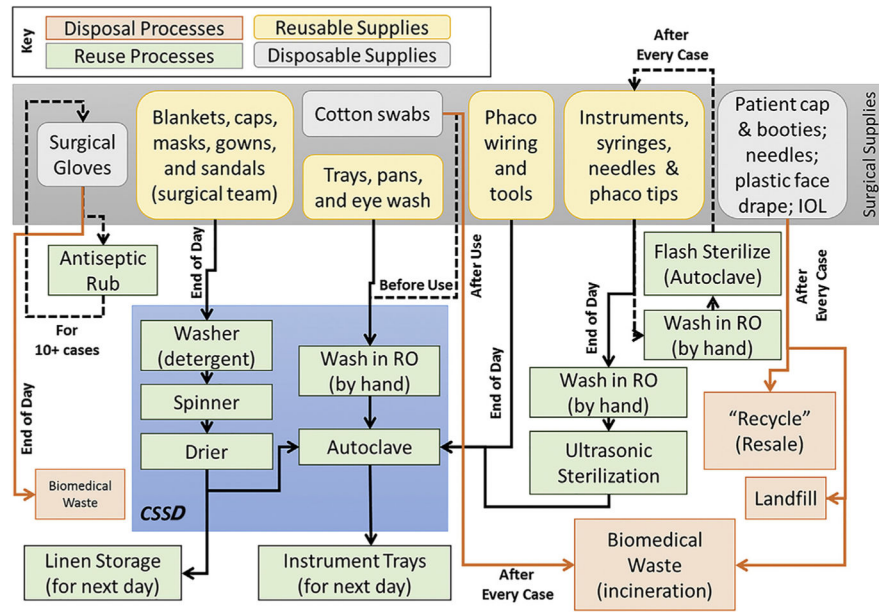 Key
Disposal Processes
Reusable Supplies
Reuse Processes
Disposable Supplies
After
Every Case
Surgical
Gloves
Blankets, caps,
masks, gowns,
and sandals
(surgical team)
Cotton swabs
Trays, pans,
and eye wash
Phaco
wiring
and
tools
Instruments,
syringes,
needles &
phaco tips
Patient cap
& booties;
needles;
plastic face
drape; IOL
Surgical Supplies
Antiseptic
Rub
For
10+ cases
End of Day
Biomedical
Waste
End of Day
Washer
(detergent)
Spinner
Drier
CSSD
Linen Storage
(for next day)
Before Use
Wash in RO
(by hand)
Autoclave
Instrument Trays
(for next day)
After Use
End of Day
End of Day
Wash in RO
(by hand)
Ultrasonic
Sterilization
Flash Sterilize
(Autoclave)
Wash in RO
(by hand)
After
Every Case
"Recycle"
(Resale)
Landfill
Biomedical
Waste
(incineration)
After
Every Case